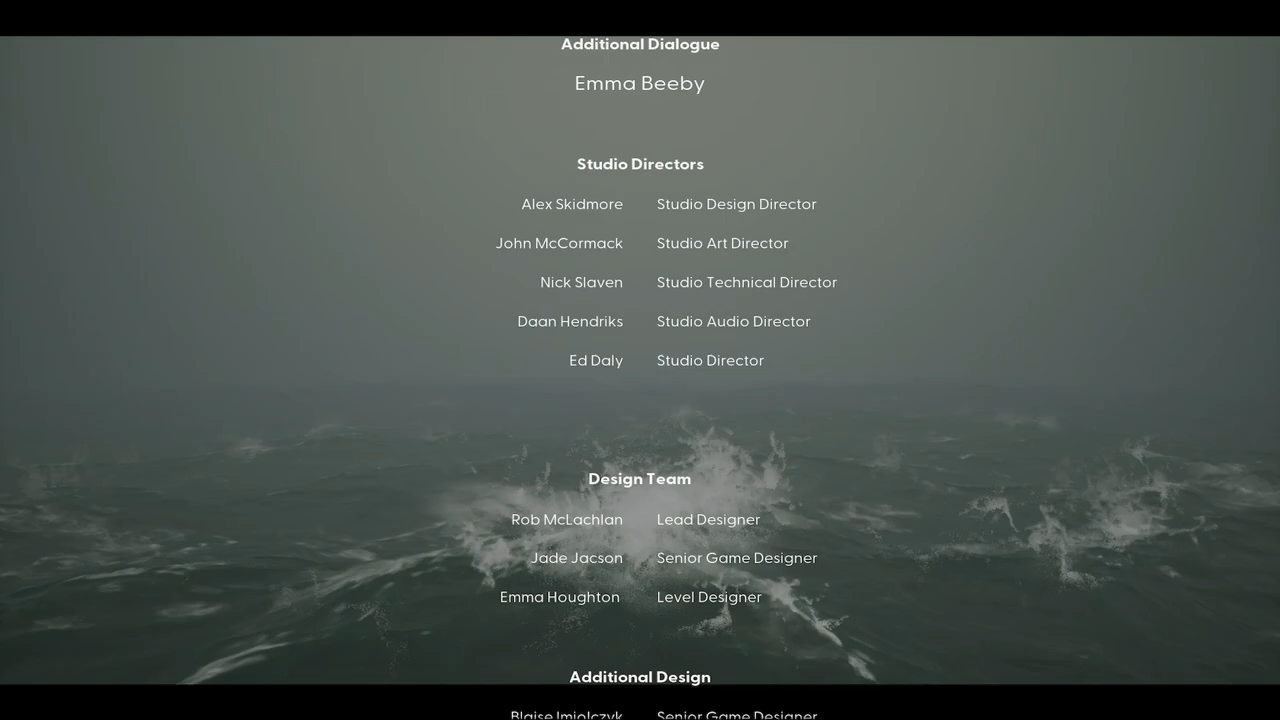 Additional Dialogue
Emma Beeby
Studio Directors
Alex Skidmore Studio Design Director
John McCormack Studio Art Director
Nick Slaven Studio Technical Director
Daan Hendriks Studio Audio Director
Ed Daly Studio Director
Design Team
Rob McLachlan Lead Designer
Jade Jacson Senior Game Designer
Emma Houghton Level Designer
Additional Design
Blaise Imiolczyk Senior Game Designer